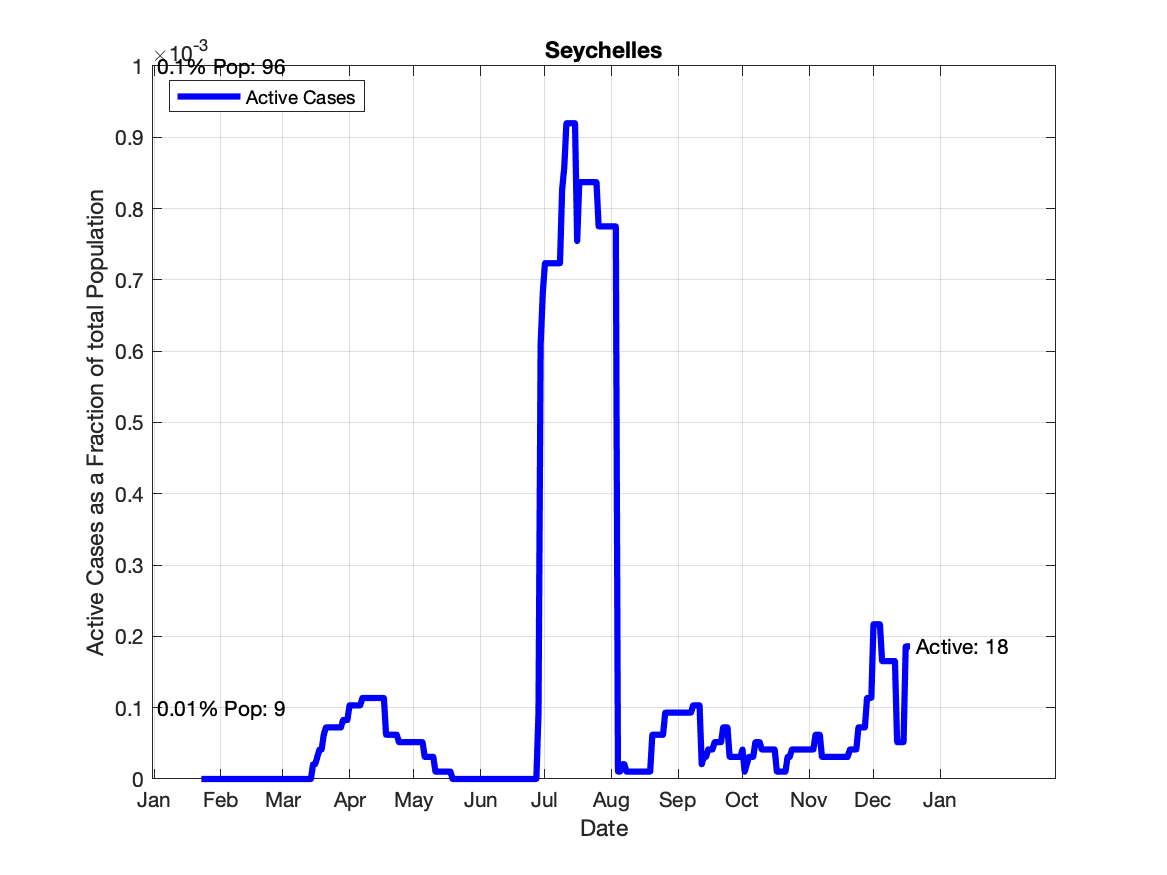 Seychelles
×10-3
1
0.1% Pop: 96
Active Cases
0.9
0.8
0.7
0.6
0.5
0.4
0.3
0.2
0.1
0
0.01% Pop: 9
Active: 18
Active Cases as a Fraction of total Population
Jan Feb Mar Apr May Jun Jul Aug Sep Oct Nov Dec Jan
Date